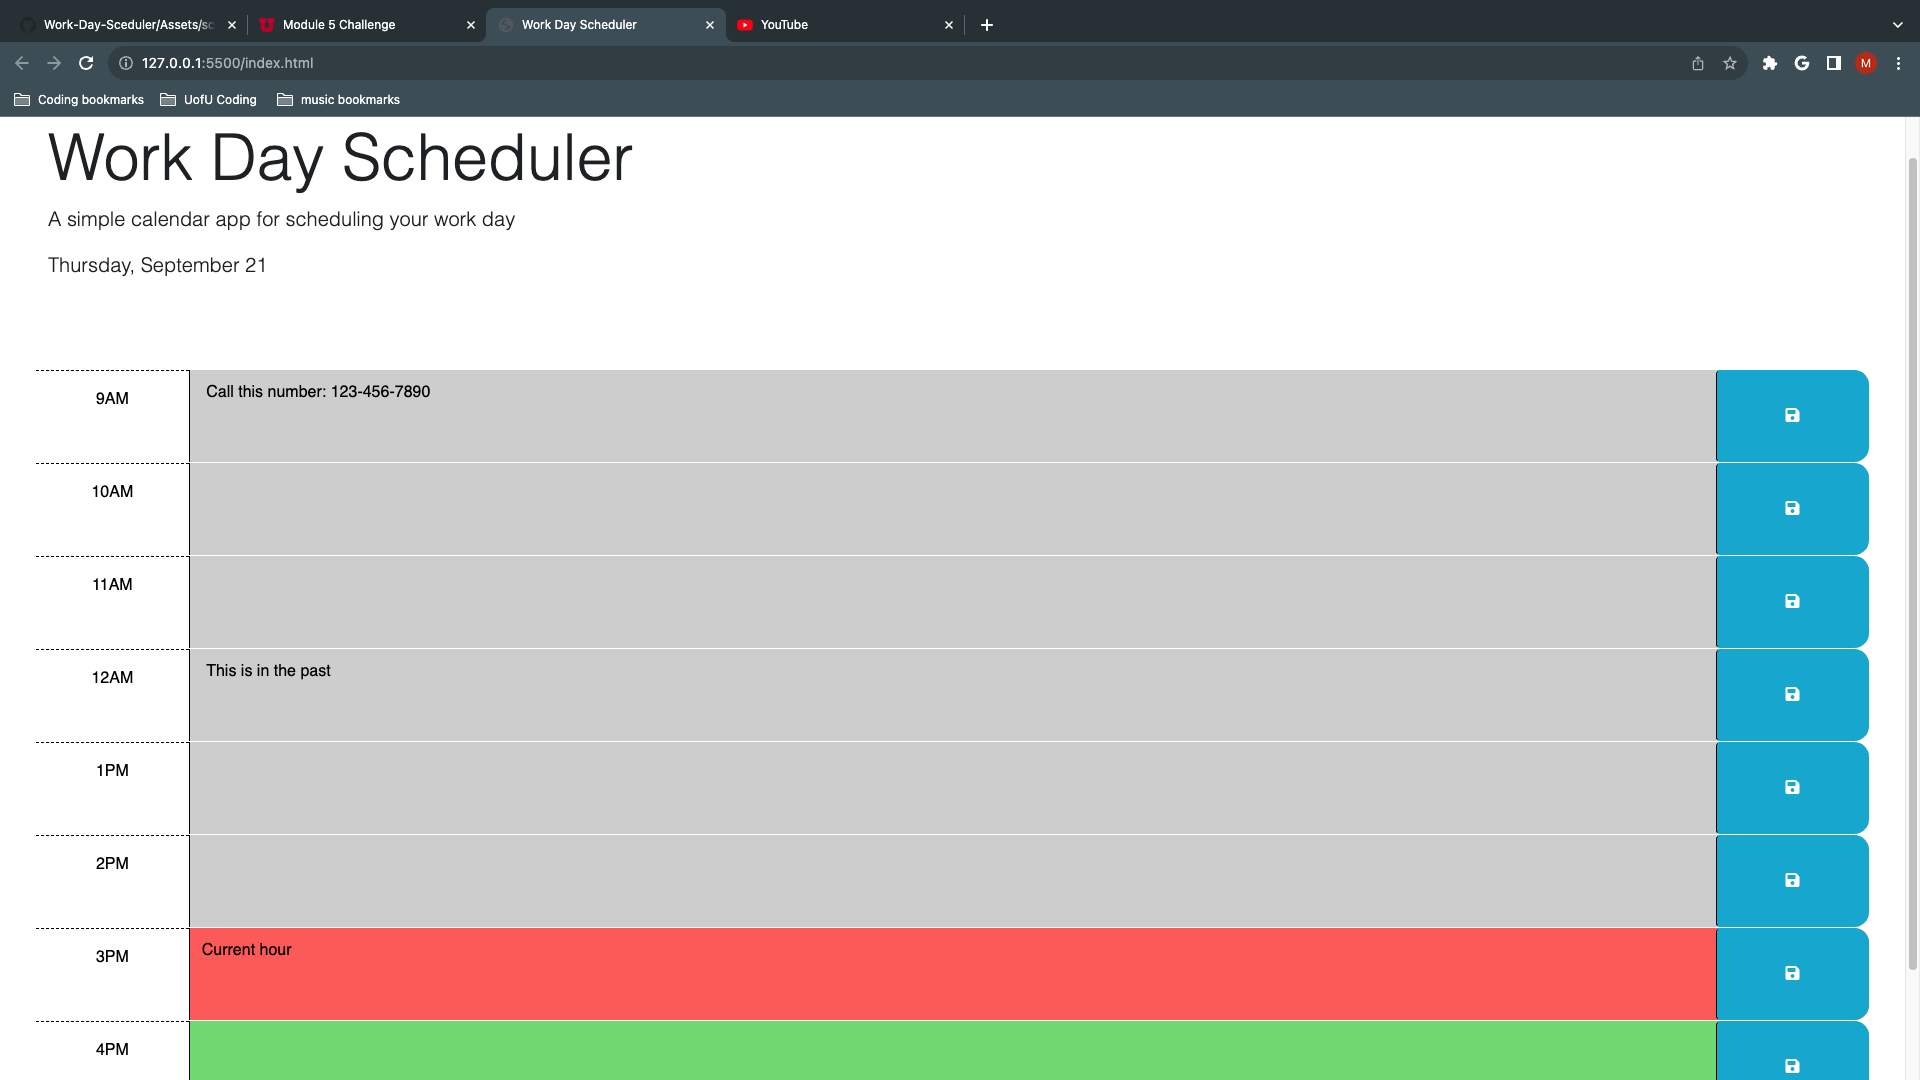 Work-Day-Sceduler/Assets/sc
Module 5 Challenge
Work Day Scheduler
YouTube
127.0.0.1:5500/index.html
M
Coding bookmarks
UofU Coding
music bookmarks
Work Day Scheduler
A simple calendar app for scheduling your work day
Thursday, September 21
9AM
Call this number: 123-456-7890
10AM
11AM
12AM
This is in the past
1PM
2PM
3PM
Current hour
4PM